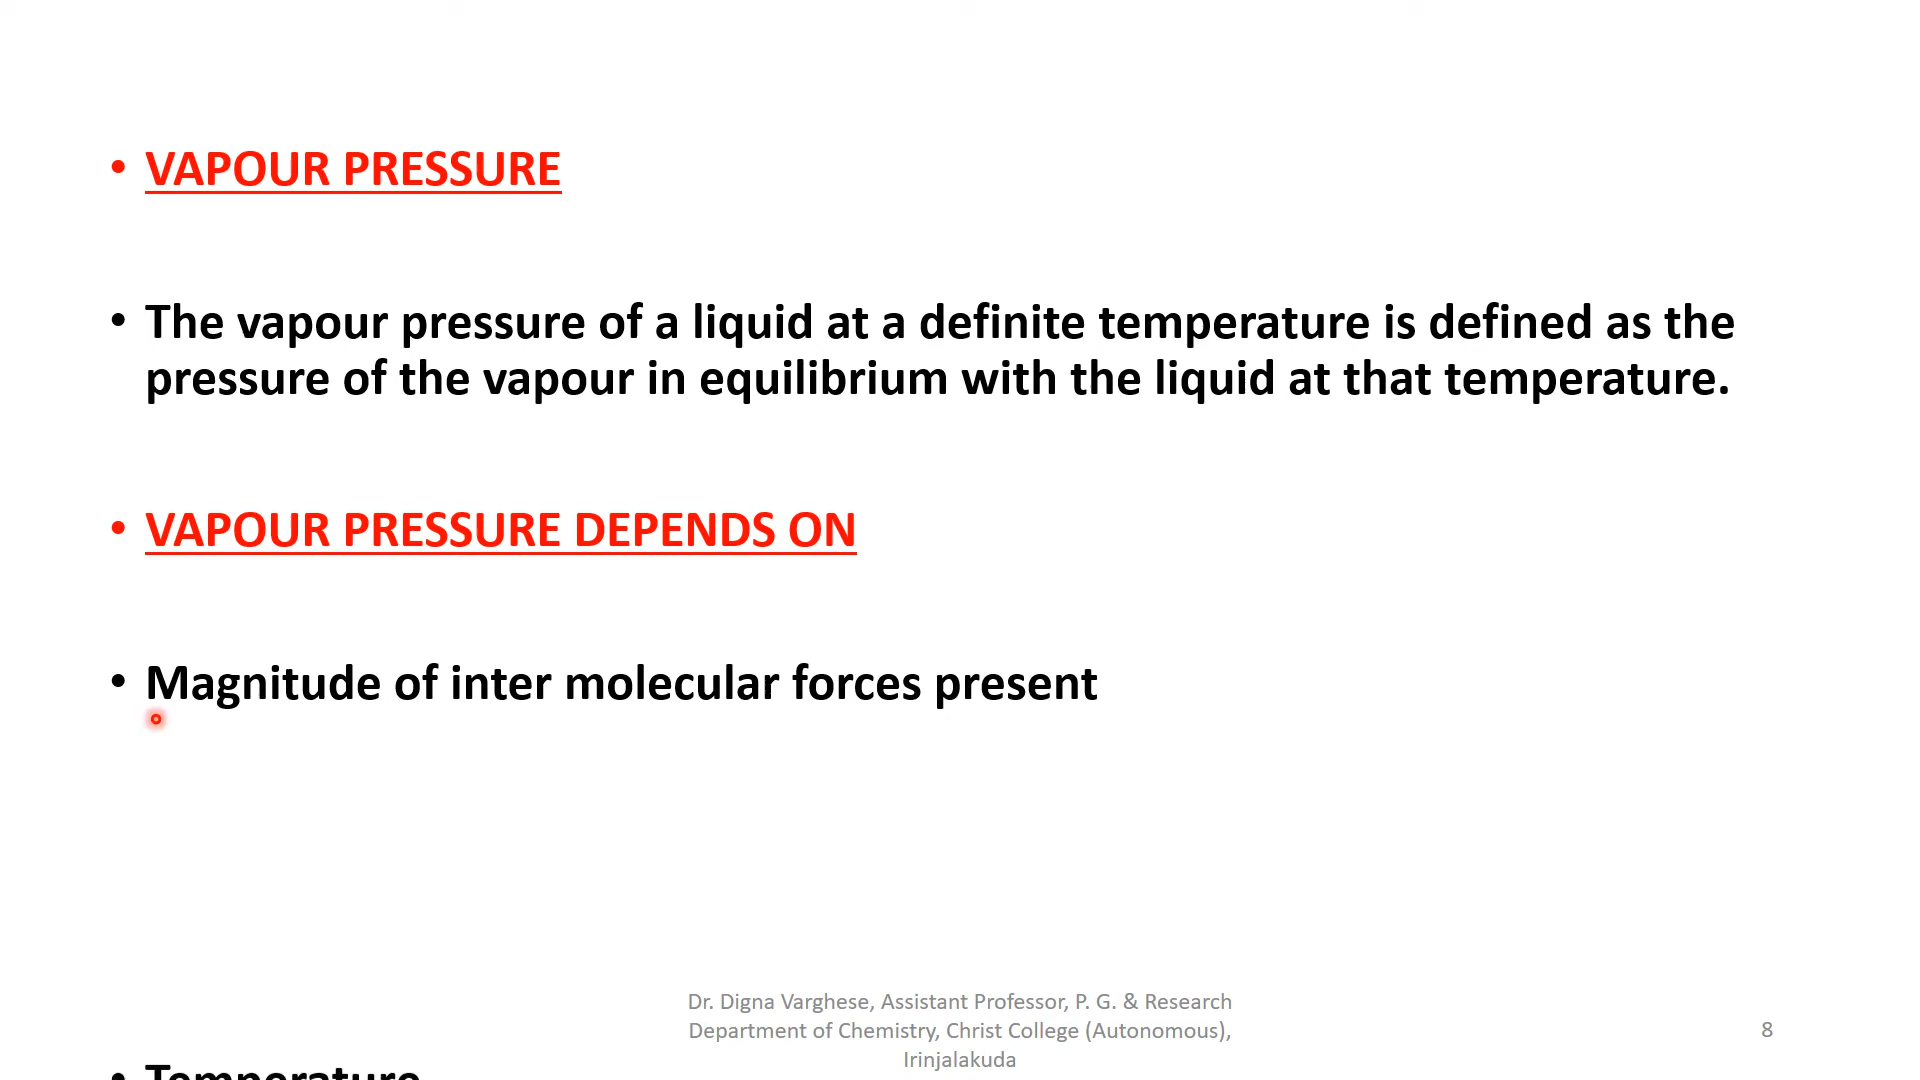 • VAPOUR PRESSURE
• The vapour pressure of a liquid at a definite temperature is defined as the
pressure of the vapour in equilibrium with the liquid at that temperature.
• VAPOUR PRESSURE DEPENDS ON
• Magnitude of inter molecular forces present
Dr. Digna Varghese, Assistant Professor, P. G. & Research
Department of Chemistry, Christ College (Autonomous),
Irinjalakuda
8
• Temperature